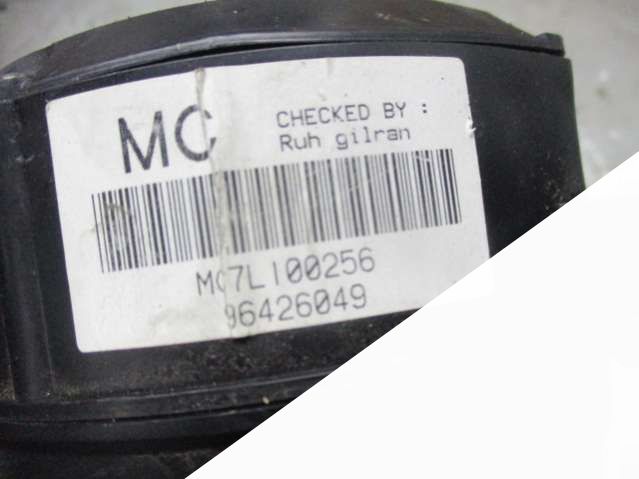 MC
CHECKED BY :
Ruh gilran
MC7L100256
96426049